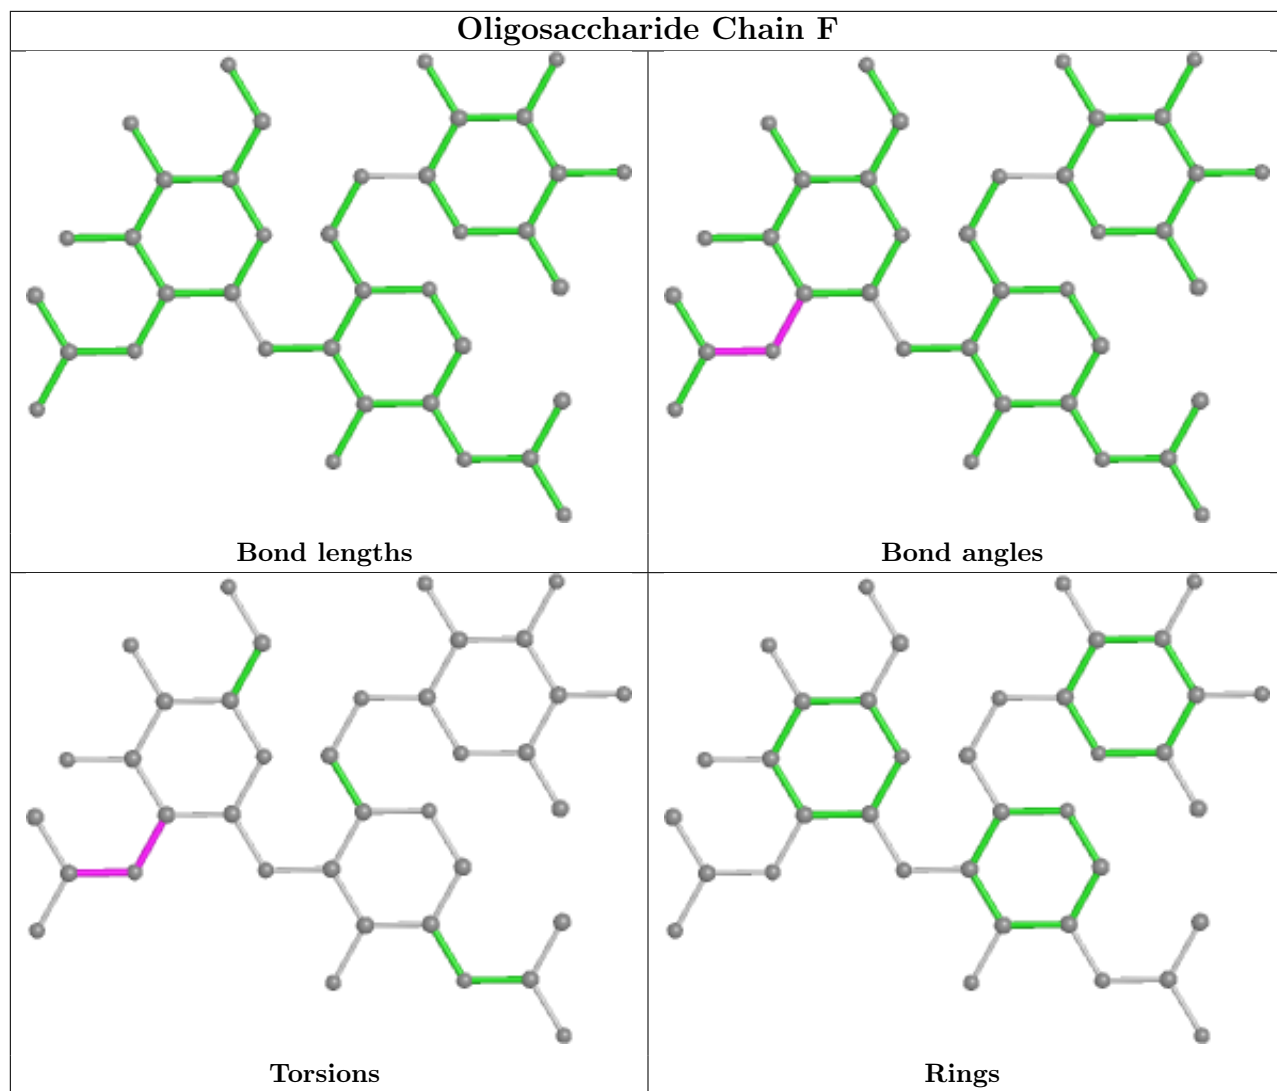 Oligosaccharide Chain F
Bond lengths
Bond angles
Torsions
Rings